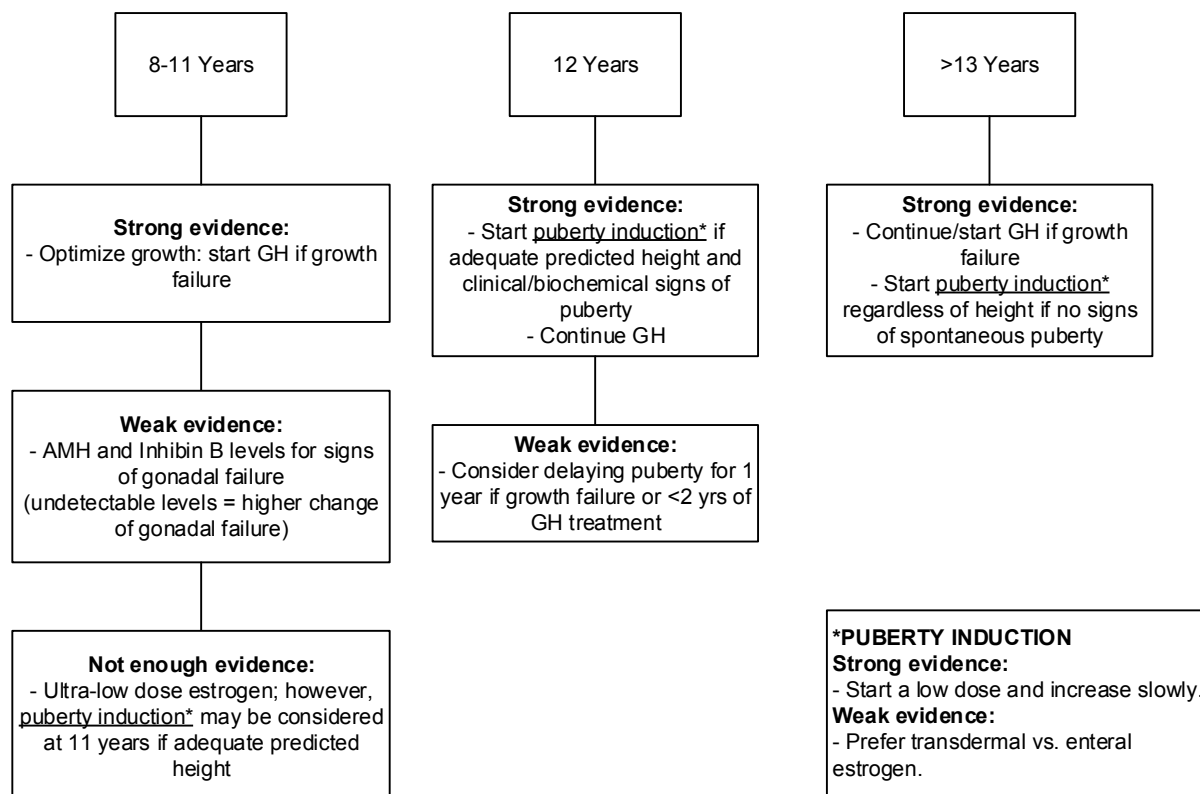 8-11 Years
Strong evidence:
- Optimize growth: start GH if growth
failure
Weak evidence:
- AMH and Inhibin B levels for signs
of gonadal failure
(undetectable levels = higher change
of gonadal failure)
Not enough evidence:
- Ultra-low dose estrogen; however,
puberty induction* may be considered
at 11 years if adequate predicted
height
12 Years
Strong evidence:
- Start puberty induction* if
adequate predicted height and
clinical/biochemical signs of
puberty
- Continue GH
Weak evidence:
- Consider delaying puberty for 1
year if growth failure or <2 yrs of
GH treatment
>13 Years
Strong evidence:
- Continue/start GH if growth
failure
- Start puberty induction*
regardless of height if no signs
of spontaneous puberty
*PUBERTY INDUCTION
Strong evidence:
- Start a low dose and increase slowly.
Weak evidence:
- Prefer transdermal vs. enteral
estrogen.